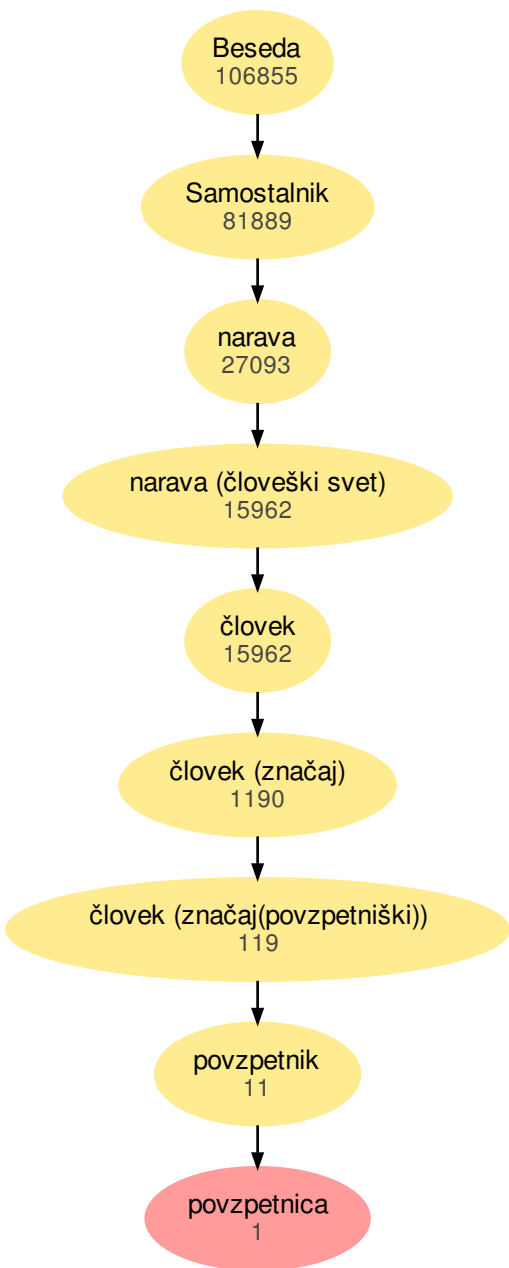 Beseda
106855
Samostalnik
81889
narava
27093
narava (človeški svet)
15962
človek
15962
človek (značaj)
1190
človek (značaj(povzpetniški))
119
povzpetnik
11
povzpetnica
1